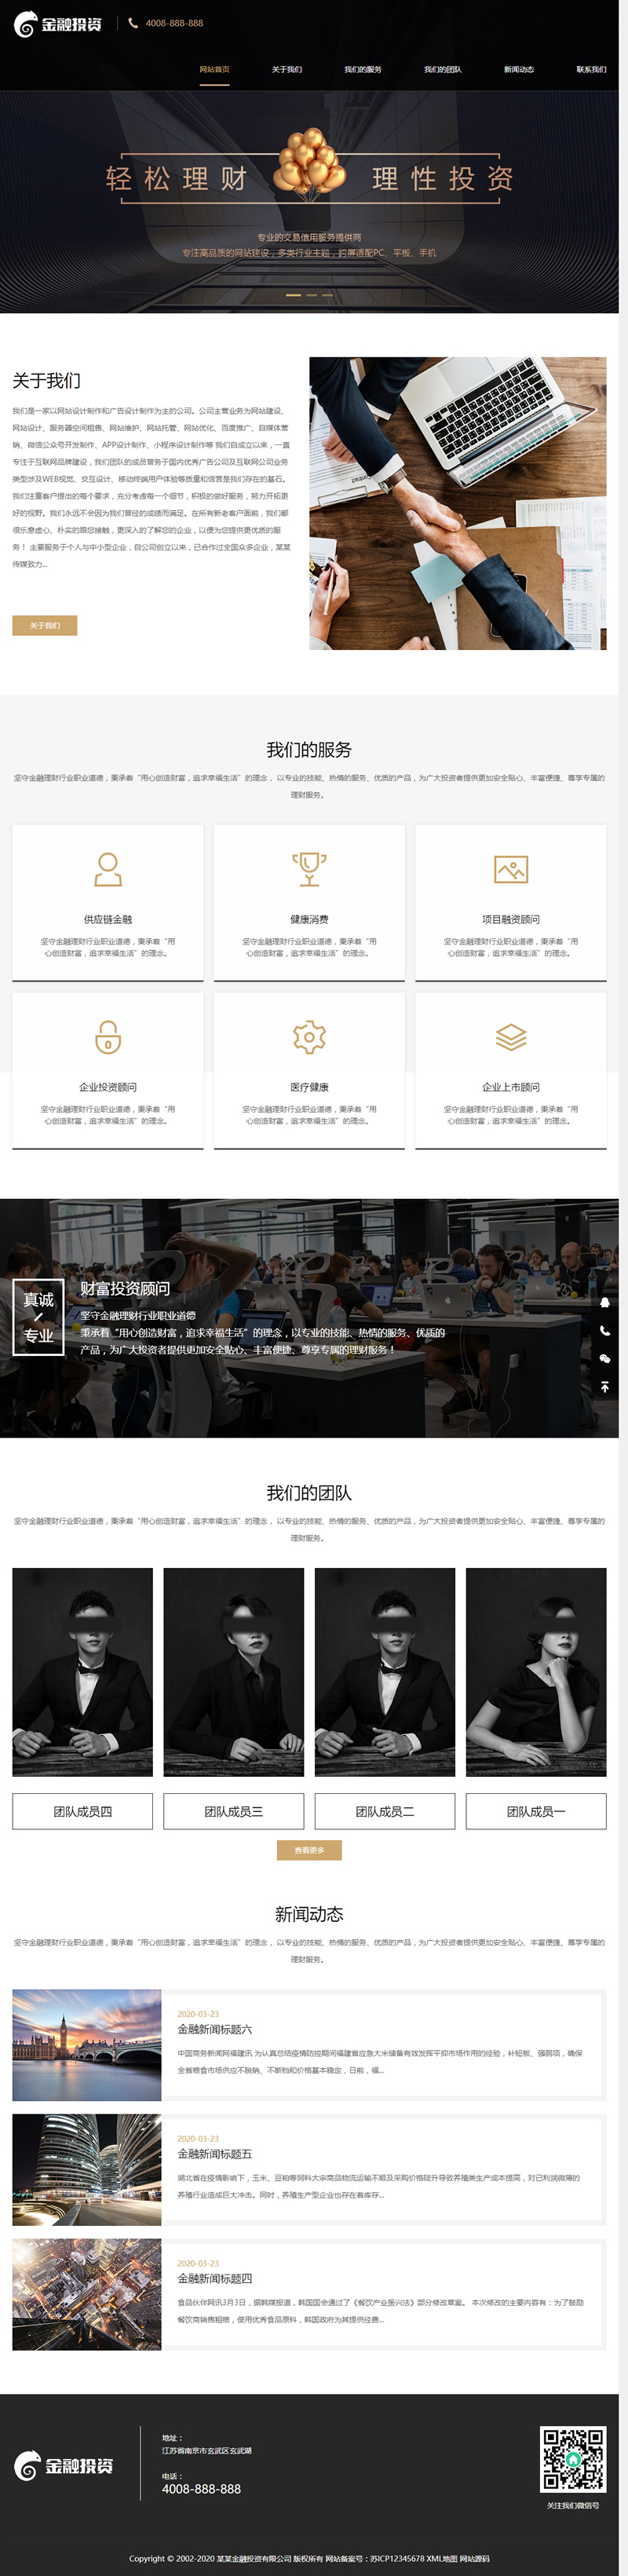 金融投资
4008-888-888
网站首页
关于我们
我们的服务
我们的团队
新闻动态
联系我们
轻松理财 理性投资
专业的交易信用服务提供商
专注高品质的网站建设，多类行业主题，跨屏适配PC、平板、手机
关于我们
我们是一家以网站设计制作和广告设计制作为主的公司。公司主营业务为网站建设、
网站设计、服务器空间租售、网站维护、网站托管、网站优化、百度推广、自媒体营
销、微信公众号开发制作、APP设计制作、小程序设计制作等 我们自成立以来，一直
专注于互联网品牌建设，我们团队的成员曾务于国内优秀广告公司及互联网公司业务
类型涉及WEB视觉、交互设计、移动终端用户体验等质量和信誉是我们存在的基石。
我们注重客户提出的每个要求，充分考虑每一个细节，积极的做好服务，努力开拓更
好的视野。我们永远不会因为我们曾经的成绩而满足。在所有新老客户面前，我们都
很乐意虚心、朴实的跟您接触，更深入的了解您的企业，以便为您提供更优质的服
务！ 主要服务于个人与中小型企业，自公司创立以来，已合作过全国众多企业，某某
传媒致力...
关于我们
我们的服务
坚守金融理财行业职业道德，秉承着“用心创造财富，追求幸福生活”的理念， 以专业的技能、热情的服务、优质的产品，为广大投资者提供更加安全贴心、丰富便捷、尊享专属的
理财服务。
供应链金融
坚守金融理财行业职业道德，秉承着“用
心创造财富，追求幸福生活”的理念。
健康消费
坚守金融理财行业职业道德，秉承着“用
心创造财富，追求幸福生活”的理念。
项目融资顾问
坚守金融理财行业职业道德，秉承着“用
心创造财富，追求幸福生活”的理念。
企业投资顾问
坚守金融理财行业职业道德，秉承着“用
心创造财富，追求幸福生活”的理念。
医疗健康
坚守金融理财行业职业道德，秉承着“用
心创造财富，追求幸福生活”的理念。
企业上市顾问
坚守金融理财行业职业道德，秉承着“用
心创造财富，追求幸福生活”的理念。
真诚
专业
财富投资顾问
坚守金融理财行业职业道德
秉承着“用心创造财富，追求幸福生活”的理念，以专业的技能、热情的服务、优质的
产品，为广大投资者提供更加安全贴心、丰富便捷、尊享专属的理财服务！
我们的团队
坚守金融理财行业职业道德，秉承着“用心创造财富，追求幸福生活”的理念， 以专业的技能、热情的服务、优质的产品，为广大投资者提供更加安全贴心、丰富便捷、尊享专属的
理财服务。
团队成员四
团队成员三
团队成员二
团队成员一
查看更多
新闻动态
坚守金融理财行业职业道德，秉承着“用心创造财富，追求幸福生活”的理念， 以专业的技能、热情的服务、优质的产品，为广大投资者提供更加安全贴心、丰富便捷、尊享专属的
理财服务。
2020-03-23
金融新闻标题六
中国商务新闻网福建讯 为认真总结疫情防控期间福建省应急大米储备有效发挥平抑市场作用的经验，补短板、强弱项，确保
全省粮食市场供应不脱销、不断档和价格基本稳定，日前，福...
2020-03-23
金融新闻标题五
湖北省在疫情影响下，玉米、豆粕等饲料大宗商品物流运输不顺及采购价格陡升导致养殖类生产成本提高，对已利润微薄的
养殖行业造成巨大冲击。同时，养殖生产型企业也存在着库存...
2020-03-23
金融新闻标题四
食品伙伴网讯3月3日，据韩媒报道，韩国国会通过了《餐饮产业振兴法》部分修改草案。 本次修改的主要内容有：为了鼓励
餐饮商销售粗粮，使用优秀食品原料，韩国政府为其提供经费...
金融投资
地址：
江苏省南京市玄武区玄武湖
电话：
4008-888-888
关注我们微信号
Copyright © 2002-2020 某某金融投资有限公司 版权所有 网站备案号：苏ICP12345678 XML地图 网站源码